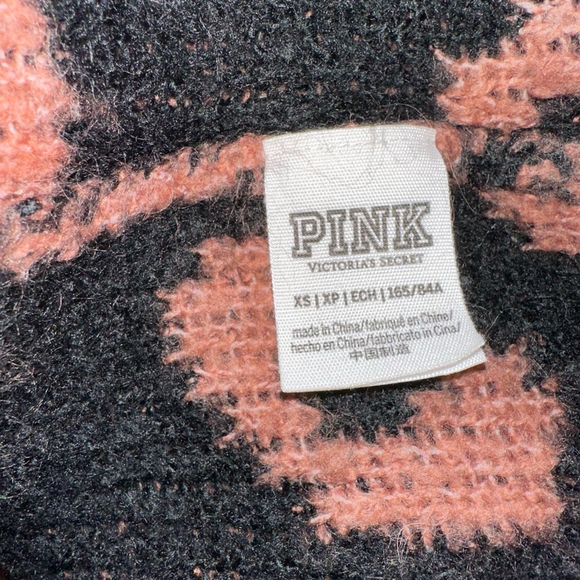 PINK
VICTORIA'S SECRET
XS | XP | ECH | 165/84A
made in China/fabriqué en Chine/
hecho en China/fabbricato in Cina/
中国制造